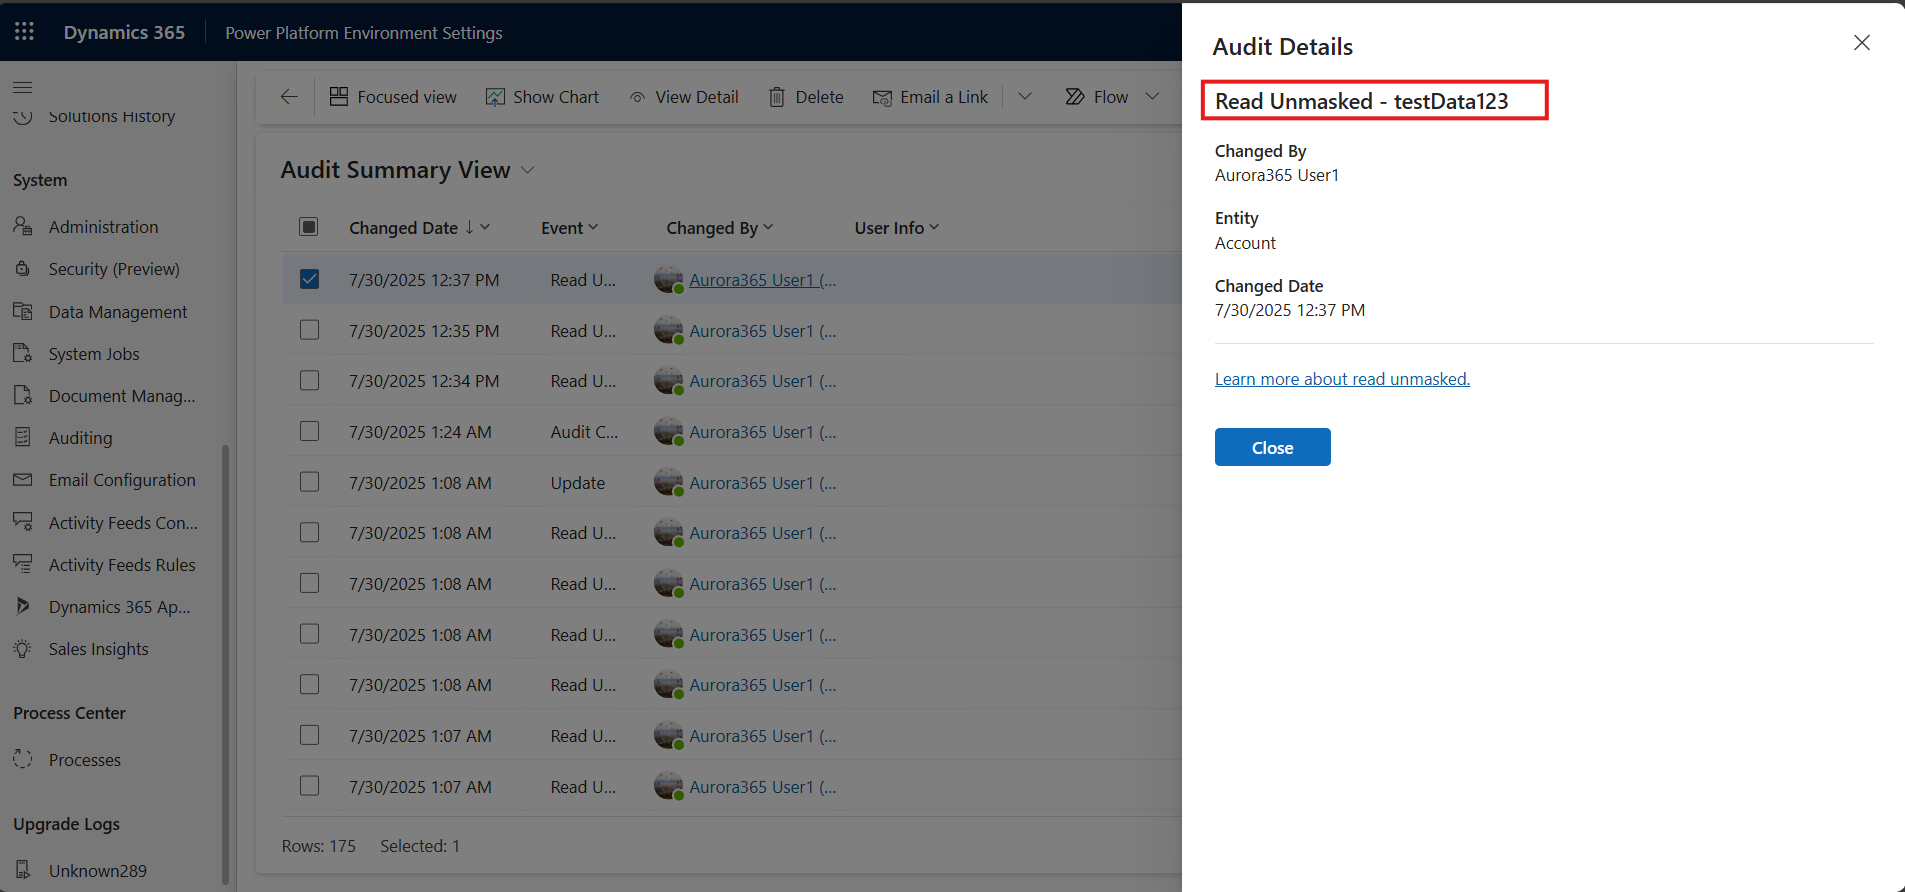 Dynamics 365
Power Platform Environment Settings
Solutions History
System
Administration
Security (Preview)
Data Management
System Jobs
Document Manag...
Auditing
Email Configuration
Activity Feeds Con...
Activity Feeds Rules
Dynamics 365 Ap...
Sales Insights
Process Center
Processes
Upgrade Logs
Unknown289
Focused view
Show Chart
View Detail
Delete
Email a Link
Flow
Audit Summary View
Changed Date Event Changed By User Info
7/30/2025 12:37 PM Read U... Aurora365 User1 (...
7/30/2025 12:35 PM Read U... Aurora365 User1 (...
7/30/2025 12:34 PM Read U... Aurora365 User1 (...
7/30/2025 1:24 AM Audit C... Aurora365 User1 (...
7/30/2025 1:08 AM Update Aurora365 User1 (...
7/30/2025 1:08 AM Read U... Aurora365 User1 (...
7/30/2025 1:08 AM Read U... Aurora365 User1 (...
7/30/2025 1:08 AM Read U... Aurora365 User1 (...
7/30/2025 1:08 AM Read U... Aurora365 User1 (...
7/30/2025 1:07 AM Read U... Aurora365 User1 (...
7/30/2025 1:07 AM Read U... Aurora365 User1 (...
Rows: 175 Selected: 1
Audit Details
Read Unmasked - testData123
Changed By
Aurora365 User1
Entity
Account
Changed Date
7/30/2025 12:37 PM
Learn more about read unmasked.
Close